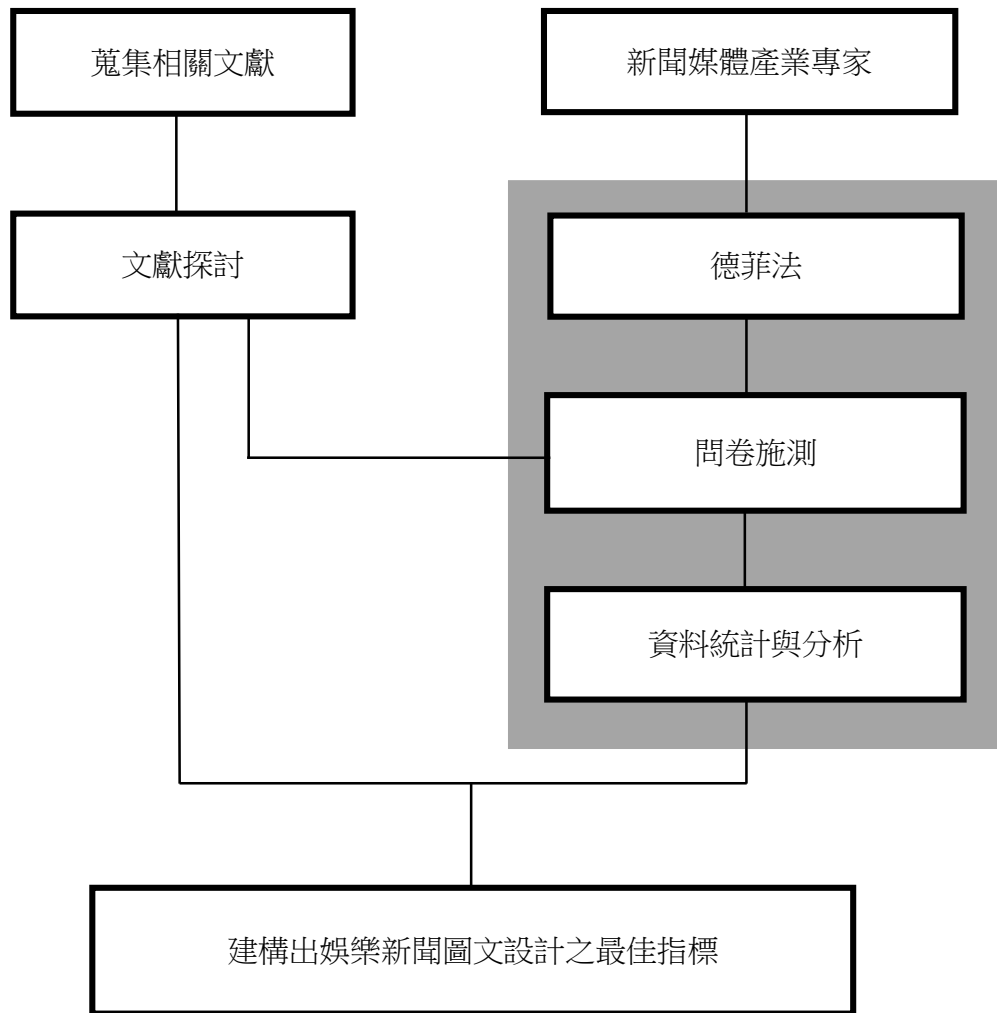 蒐集相關文獻
新聞媒體產業專家
文獻探討
德菲法
問卷施測
資料統計與分析
建構出娛樂新聞圖文設計之最佳指標